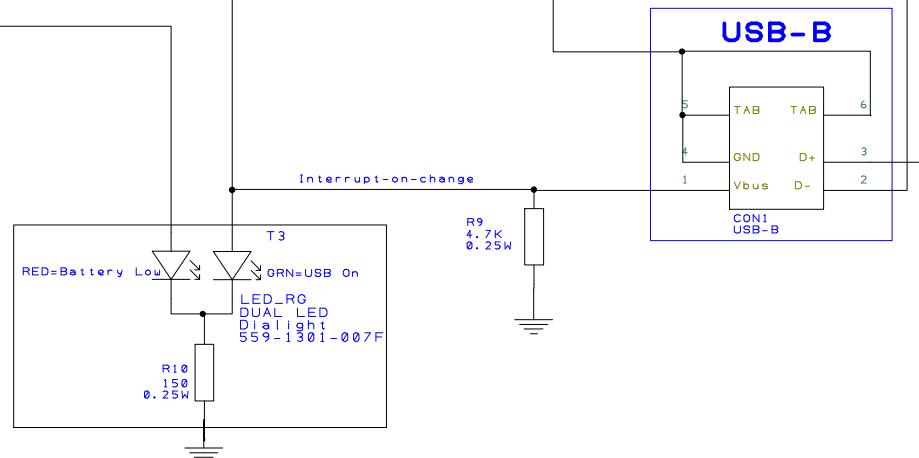 USB-B
5
TAB
TAB
6
4
GND
D+
3
Interrupt-on-change
1
Vbus
D-
2
CON1
USB-B
R9
4.7K
0.25W
T3
RED=Battery Low
GRN=USB On
LED_RG
DUAL LED
Dialight
559-1301-007F
R10
150
0.25W